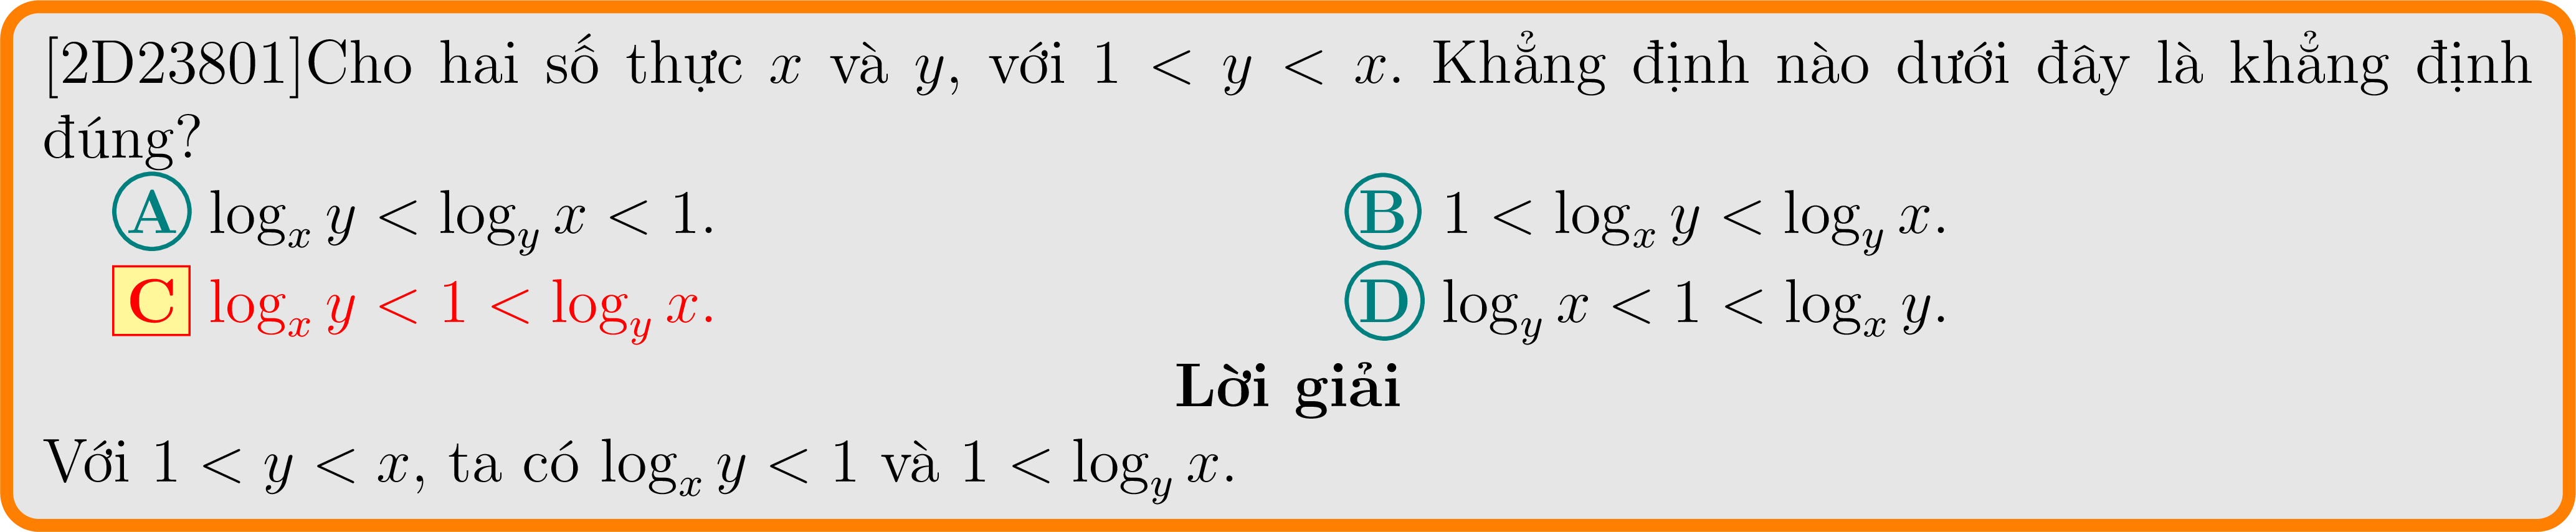 [2D23801]Cho hai số thực x và y, với 1 < y < x. Khẳng định nào dưới đây là khẳng định
đúng?
A log_x y < log_y x < 1. B 1 < log_x y < log_y x.
C log_x y < 1 < log_y x. D log_y x < 1 < log_x y.
Lời giải
Với 1 < y < x, ta có log_x y < 1 và 1 < log_y x.